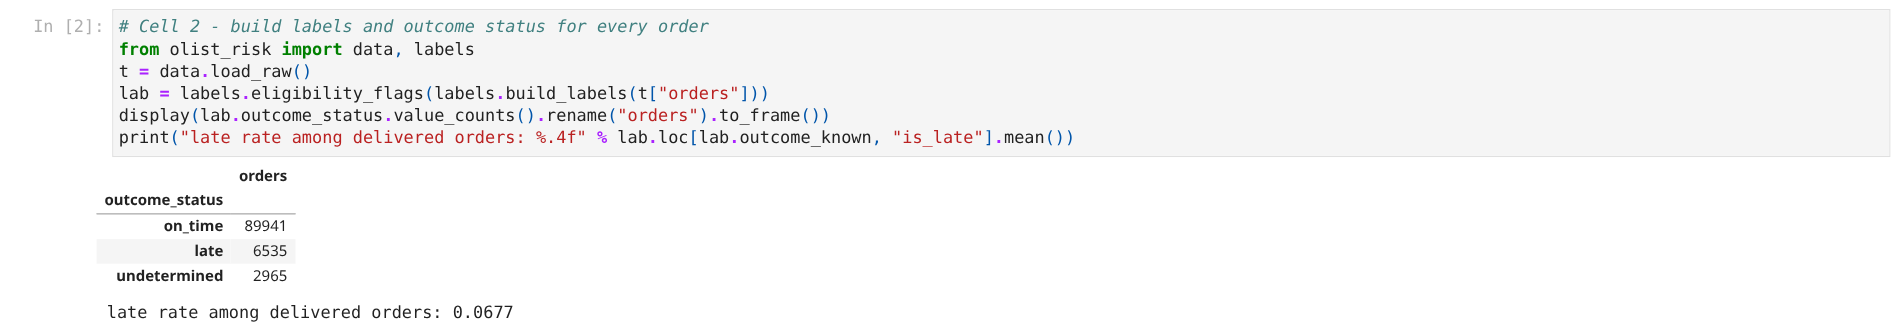 In [2]:
# Cell 2 - build labels and outcome status for every order
from olist_risk import data, labels
t = data.load_raw()
lab = labels.eligibility_flags(labels.build_labels(t["orders"]))
display(lab.outcome_status.value_counts().rename("orders").to_frame())
print("late rate among delivered orders: %.4f" % lab.loc[lab.outcome_known, "is_late"].mean())
orders
outcome_status
on_time 89941
late 6535
undetermined 2965
late rate among delivered orders: 0.0677